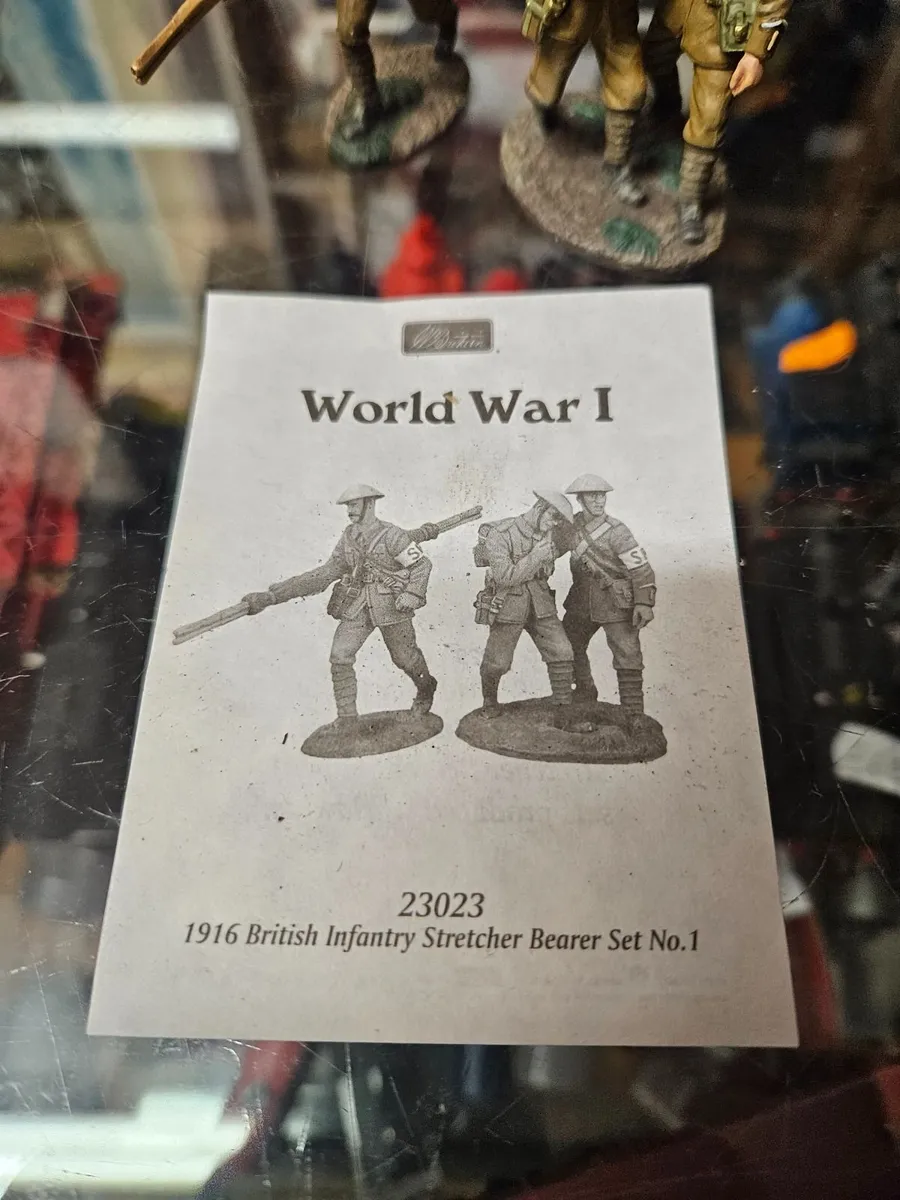 World War I
23023
1916 British Infantry Stretcher Bearer Set No.1